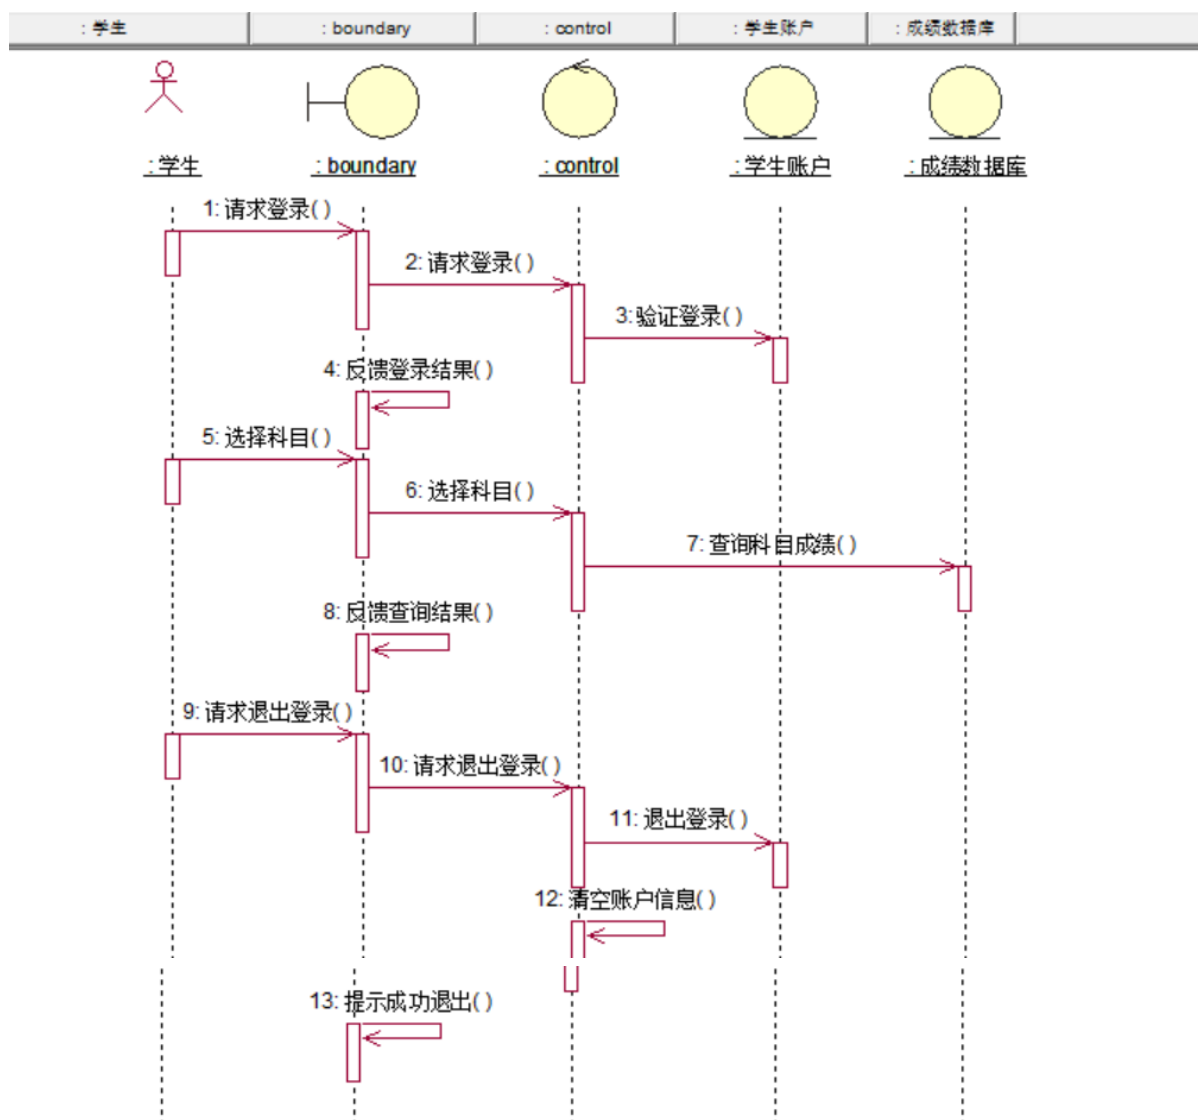 : 学生
: boundary
: control
: 学生账户
: 成绩数据库
: 学生
: boundary
: control
: 学生账户
: 成绩数据库
1: 请求登录( )
2: 请求登录( )
3: 验证登录( )
4: 反馈登录结果( )
5: 选择科目( )
6: 选择科目( )
7: 查询科目成绩( )
8: 反馈查询结果( )
9: 请求退出登录( )
10: 请求退出登录( )
11: 退出登录( )
12: 清空账户信息( )
13: 提示成功退出( )